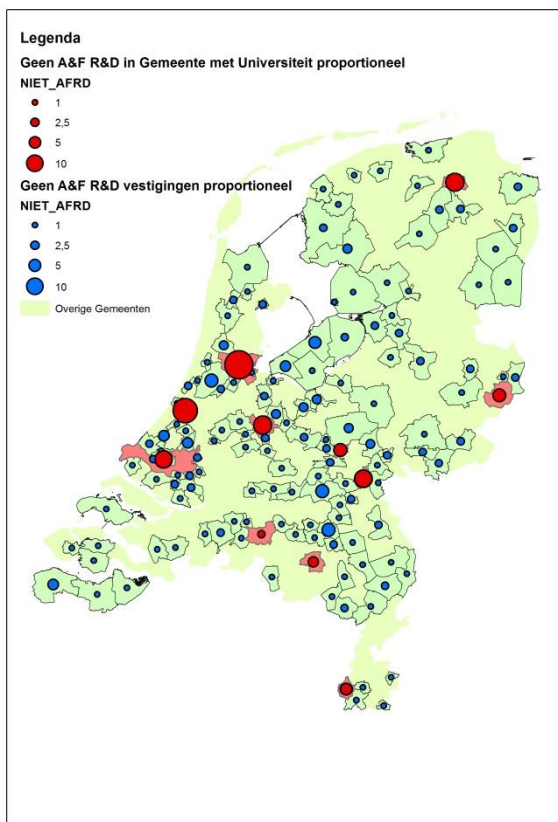 Legenda
Geen A&F R&D in Gemeente met Universiteit proportioneel
NIET_AFRD
1
2,5
5
10
Geen A&F R&D vestigingen proportioneel
NIET_AFRD
1
2,5
5
10
Overige Gemeenten